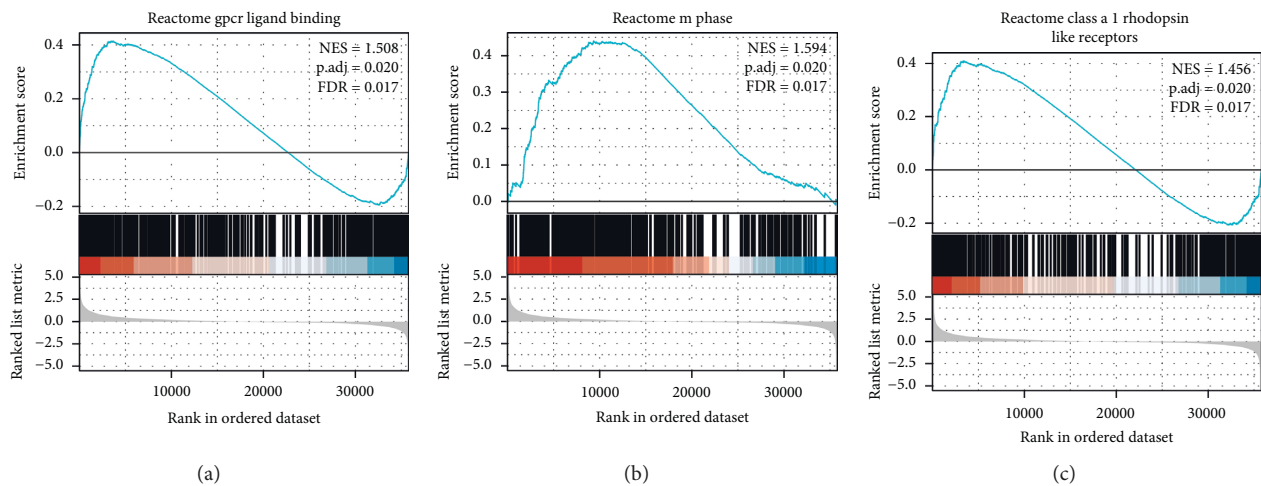 Reactome gpcr ligand binding
NES = 1.508
p.adj = 0.020
FDR = 0.017
Enrichment score
0.4
0.2
0.0
−0.2
Ranked list metric
5.0
2.5
0.0
−2.5
−5.0
10000
20000
30000
Rank in ordered dataset
(a)
Reactome m phase
NES = 1.594
p.adj = 0.020
FDR = 0.017
Enrichment score
0.4
0.3
0.2
0.1
0.0
Ranked list metric
5.0
2.5
0.0
−2.5
−5.0
10000
20000
30000
Rank in ordered dataset
(b)
Reactome class a 1 rhodopsin
like receptors
NES = 1.456
p.adj = 0.020
FDR = 0.017
Enrichment score
0.4
0.2
0.0
−0.2
Ranked list metric
5.0
2.5
0.0
−2.5
−5.0
10000
20000
30000
Rank in ordered dataset
(c)